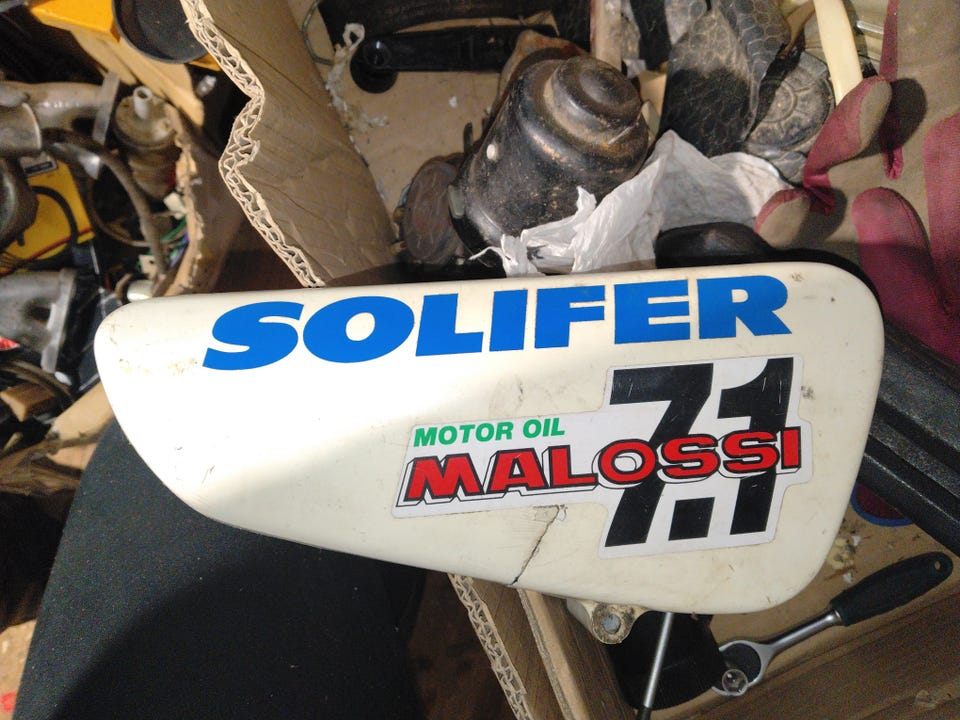 SOLIFER
7.1
MOTOR OIL
MALOSSI